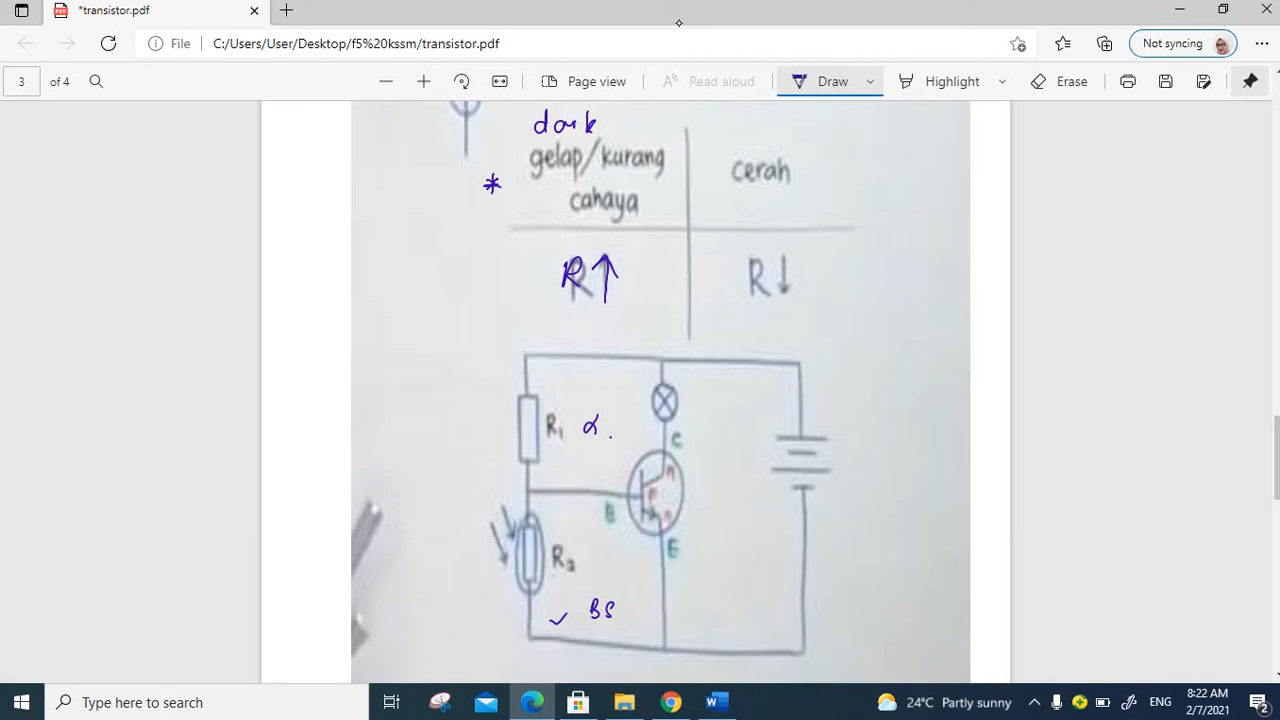 *transistor.pdf
File
C:/Users/User/Desktop/f5%20kssm/transistor.pdf
Not syncing
3 of 4
Page view
Read aloud
Draw
Highlight
Erase
dark
* gelap/kurang cerah
cahaya
R↑ R↓
R₁ α.
C
n
p
B
n
E
R₂
✓ BS
Type here to search
24°C Partly sunny
ENG
8:22 AM
2/7/2021
2